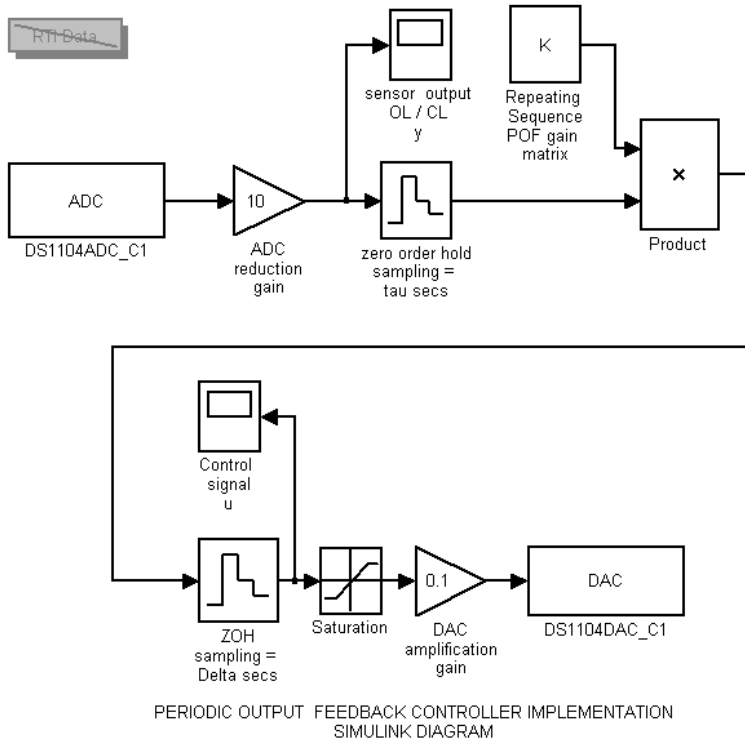 RTI Data
sensor output
OL / CL
y
K
Repeating
Sequence
POF gain
matrix
ADC
DS1104ADC_C1
10
ADC
reduction
gain
zero order hold
sampling =
tau secs
×
Product
Control
signal
u
ZOH
sampling =
Delta secs
Saturation
0.1
DAC
amplification
gain
DAC
DS1104DAC_C1
PERIODIC OUTPUT FEEDBACK CONTROLLER IMPLEMENTATION
SIMULINK DIAGRAM